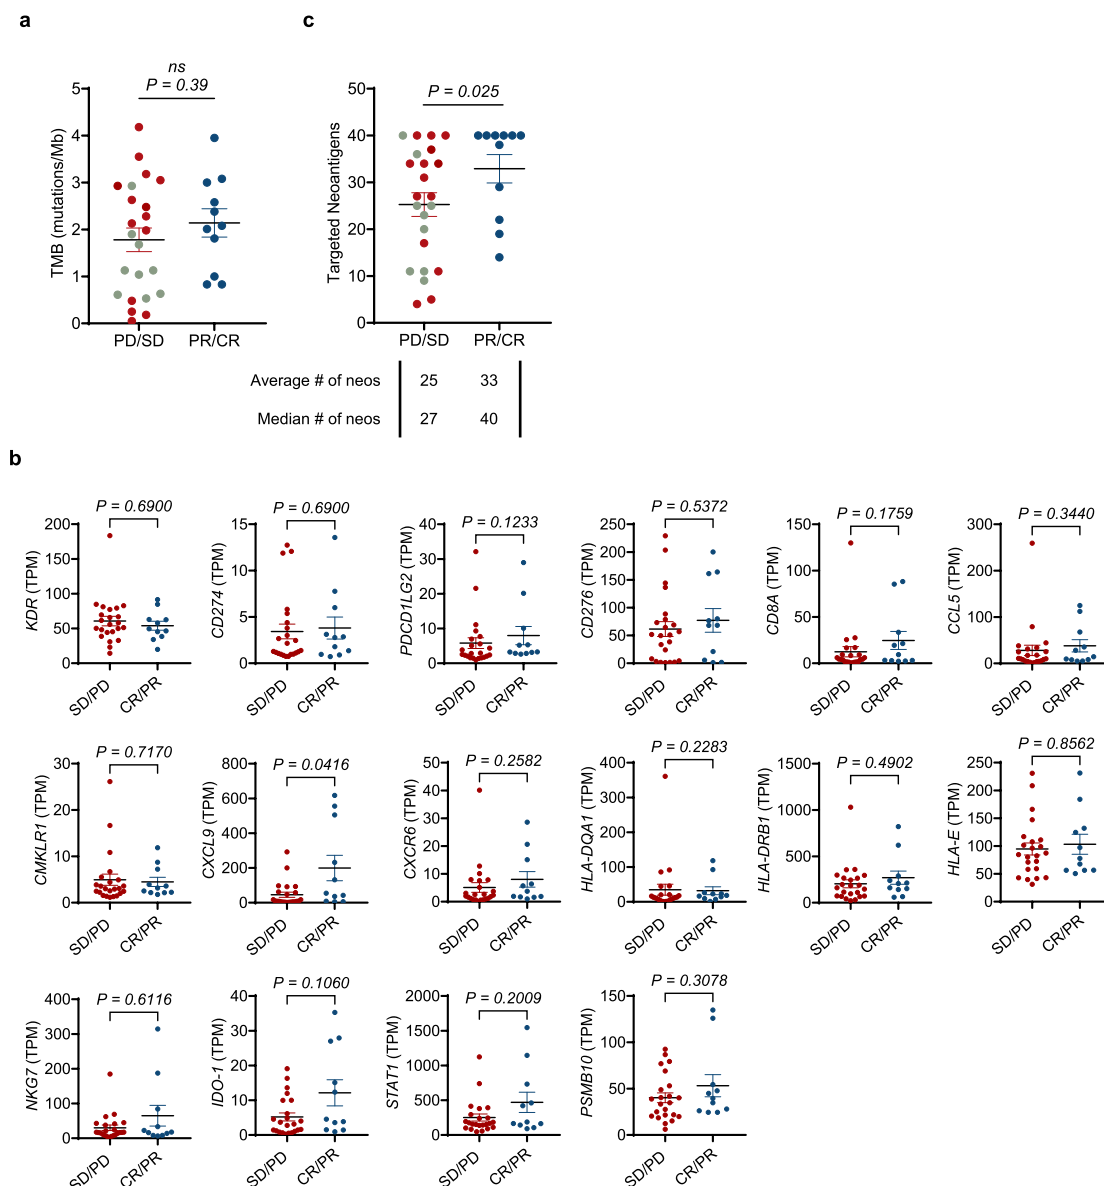 a
c
ns
P = 0.39
P = 0.025
TMB (mutations/Mb)
5
4
3
2
1
0
PD/SD
PR/CR
Targeted Neoantigens
50
40
30
20
10
0
PD/SD
PR/CR
Average # of neos 25 33
Median # of neos 27 40
b
P = 0.6900
KDR (TPM)
200
150
100
50
0
SD/PD
CR/PR
P = 0.6900
CD274 (TPM)
15
10
5
0
SD/PD
CR/PR
P = 0.1233
PDCD1LG2 (TPM)
40
30
20
10
0
SD/PD
CR/PR
P = 0.5372
CD276 (TPM)
250
200
150
100
50
0
SD/PD
CR/PR
P = 0.1759
CD8A (TPM)
150
100
50
0
SD/PD
CR/PR
P = 0.3440
CCL5 (TPM)
300
200
100
0
SD/PD
CR/PR
P = 0.7170
CMKLR1 (TPM)
30
20
10
0
SD/PD
CR/PR
P = 0.0416
CXCL9 (TPM)
800
600
400
200
0
SD/PD
CR/PR
P = 0.2582
CXCR6 (TPM)
50
40
30
20
10
0
SD/PD
CR/PR
P = 0.2283
HLA-DQA1 (TPM)
400
300
200
100
0
SD/PD
CR/PR
P = 0.4902
HLA-DRB1 (TPM)
1500
1000
500
0
SD/PD
CR/PR
P = 0.8562
HLA-E (TPM)
250
200
150
100
50
0
SD/PD
CR/PR
P = 0.6116
NKG7 (TPM)
400
300
200
100
0
SD/PD
CR/PR
P = 0.1060
IDO-1 (TPM)
40
30
20
10
0
SD/PD
CR/PR
P = 0.2009
STAT1 (TPM)
2000
1500
1000
500
0
SD/PD
CR/PR
P = 0.3078
PSMB10 (TPM)
150
100
50
0
SD/PD
CR/PR